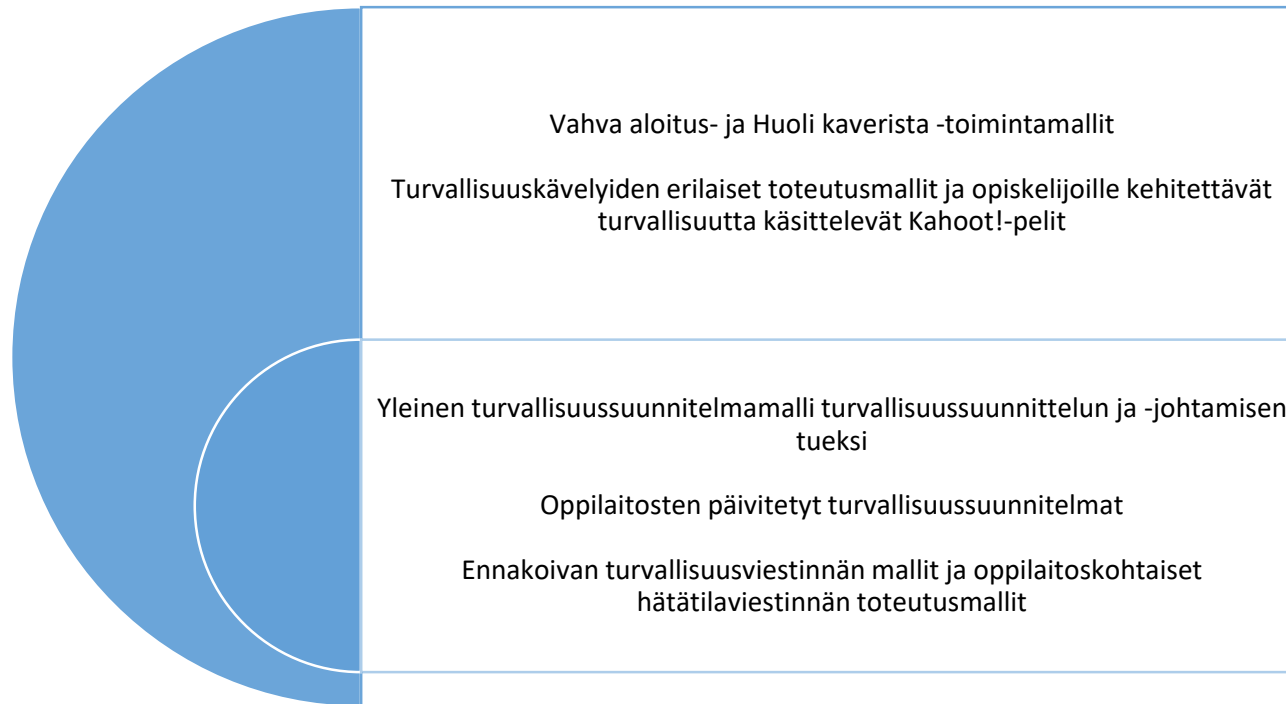 Vahva aloitus- ja Huoli kaverista -toimintamallit
Turvallisuuskävelyiden erilaiset toteutusmallit ja opiskelijoille kehitettävät
turvallisuutta käsittelevät Kahoot!-pelit
Yleinen turvallisuussuunnitelmamalli turvallisuussuunnittelun ja -johtamisen
tueksi
Oppilaitosten päivitetyt turvallisuussuunnitelmat
Ennakoivan turvallisuusviestinnän mallit ja oppilaitoskohtaiset
hätätilaviestinnän toteutusmallit